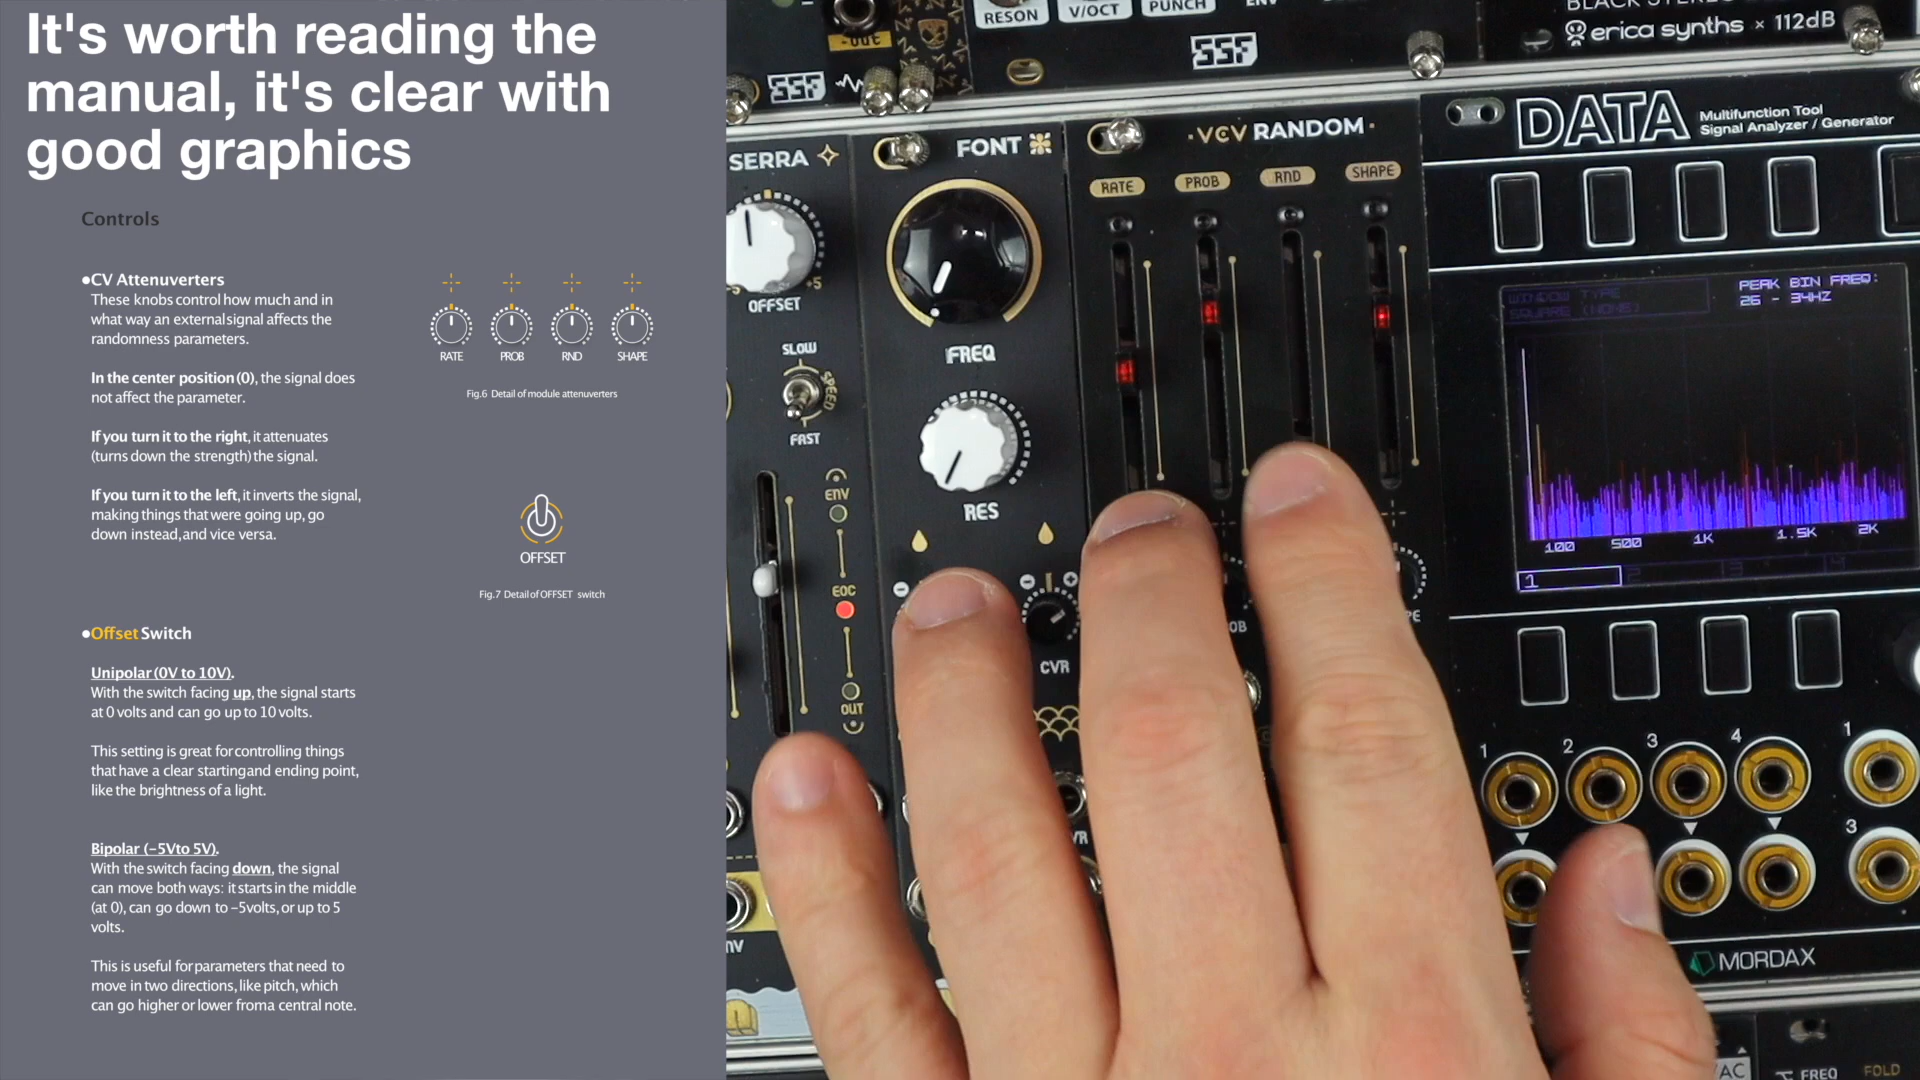 It's worth reading the
manual, it's clear with
good graphics
Controls
•CV Attenuverters
These knobs control how much and in
what way an external signal affects the
randomness parameters.
In the center position (0), the signal does
not affect the parameter.
If you turn it to the right, it attenuates
(turns down the strength) the signal.
If you turn it to the left, it inverts the signal,
making things that were going up, go
down instead, and vice versa.
RATE PROB RND SHAPE
Fig.6 Detail of module attenuverters
OFFSET
Fig.7 Detail of OFFSET switch
•Offset Switch
Unipolar (0V to 10V).
With the switch facing up, the signal starts
at 0 volts and can go up to 10 volts.
This setting is great for controlling things
that have a clear starting and ending point,
like the brightness of a light.
Bipolar (–5V to 5V).
With the switch facing down, the signal
can move both ways: it starts in the middle
(at 0), can go down to –5volts, or up to 5
volts.
This is useful for parameters that need to
move in two directions, like pitch, which
can go higher or lower from a central note.
-OUT
RESON
V/OCT
PUNCH
SSF
SSF
erica synths × 112dB
SERRA
+5
OFFSET
SLOW
SPEED
FAST
ENV
EOC
OUT
FONT
FREQ
RES
CVR
VCV RANDOM
RATE PROB RND SHAPE
DATA
Multifunction Tool
Signal Analyzer / Generator
WINDOW TYPE
SQUARE (NONE)
PEAK BIN FREQ:
26 - 34HZ
100 500 1K 1.5K 2K
1 2 3 4
1 2 3 4 1
3
MORDAX
FREQ
FOLD